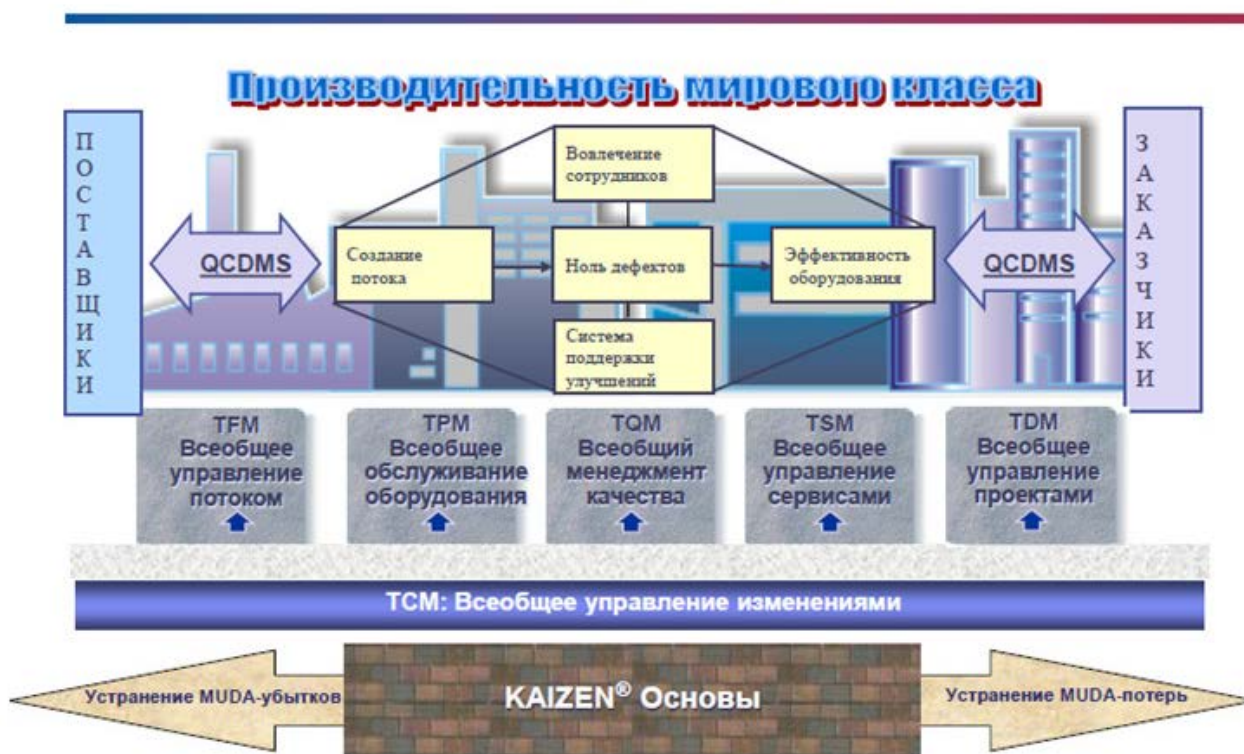 Производительность мирового класса
ПОСТАВЩИКИ
QCDMS
Вовлечение
сотрудников
Создание
потока
Ноль дефектов
Эффективность
оборудования
Система
поддержки
улучшений
QCDMS
ЗАКАЗЧИКИ
TFM
Всеобщее
управление
потоком
TPM
Всеобщее
обслуживание
оборудования
TQM
Всеобщий
менеджмент
качества
TSM
Всеобщее
управление
сервисами
TDM
Всеобщее
управление
проектами
TCM: Всеобщее управление изменениями
Устранение MUDA-убытков
KAIZEN® Основы
Устранение MUDA-потерь